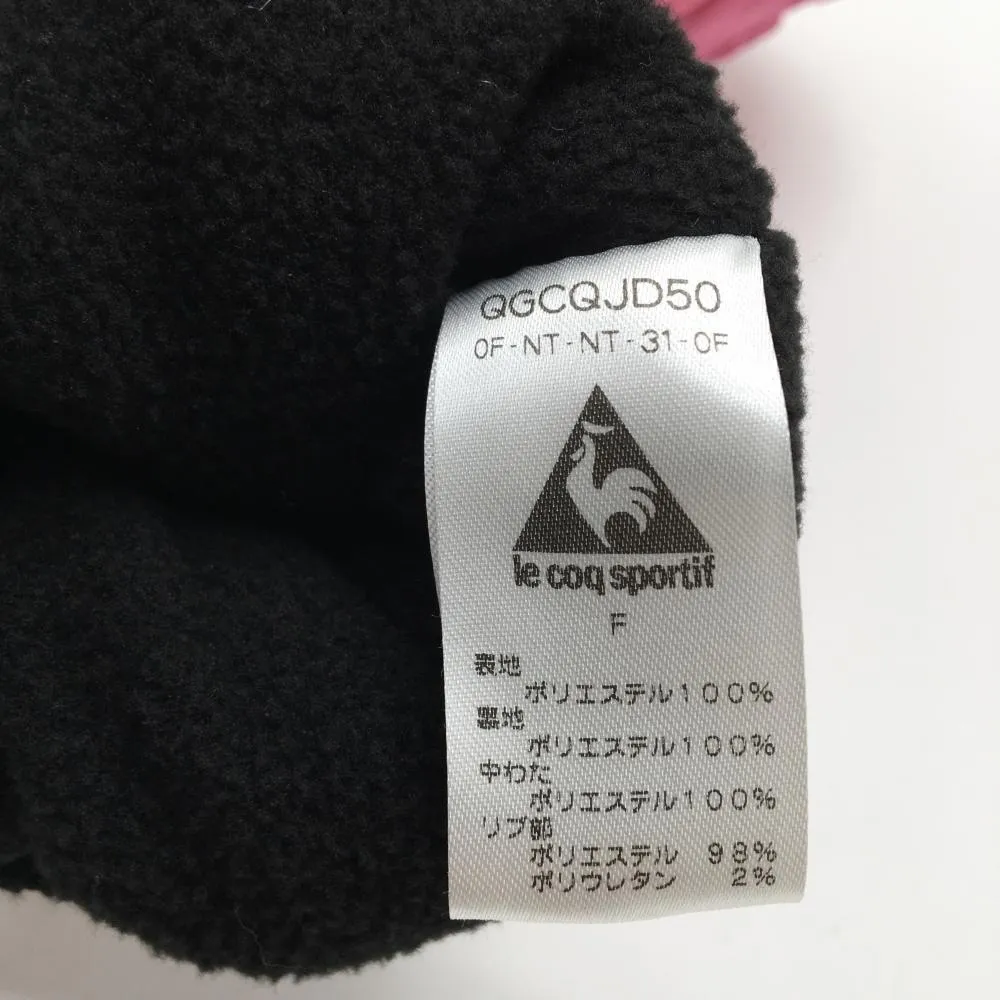 QGCQJD50
0F-NT-NT-31-0F
le coq sportif
F
表地
ポリエステル100%
裏地
ポリエステル100%
中わた
ポリエステル100%
リブ部
ポリエステル 98%
ポリウレタン 2%